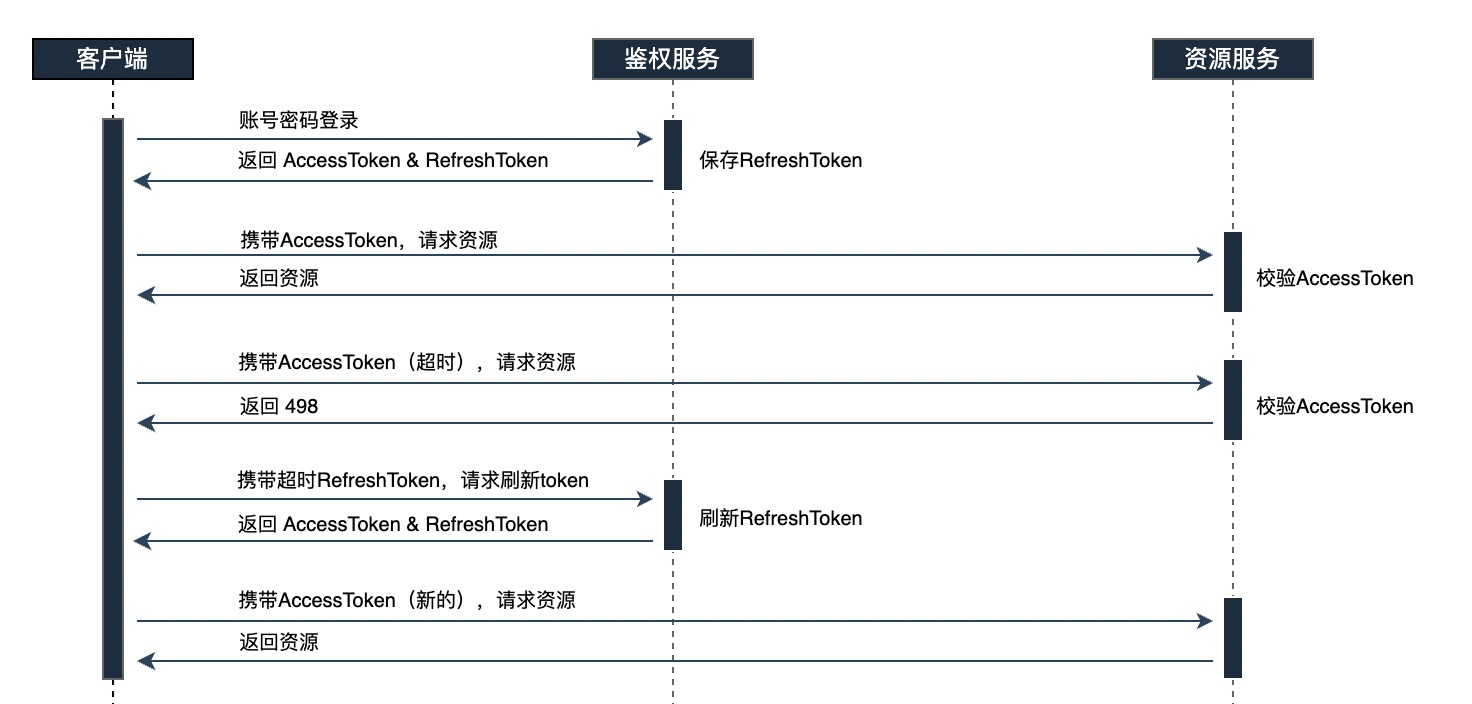 客户端
鉴权服务
资源服务
账号密码登录
返回 AccessToken & RefreshToken
保存RefreshToken
携带AccessToken，请求资源
返回资源
校验AccessToken
携带AccessToken（超时），请求资源
返回 498
校验AccessToken
携带超时RefreshToken，请求刷新token
返回 AccessToken & RefreshToken
刷新RefreshToken
携带AccessToken（新的），请求资源
返回资源